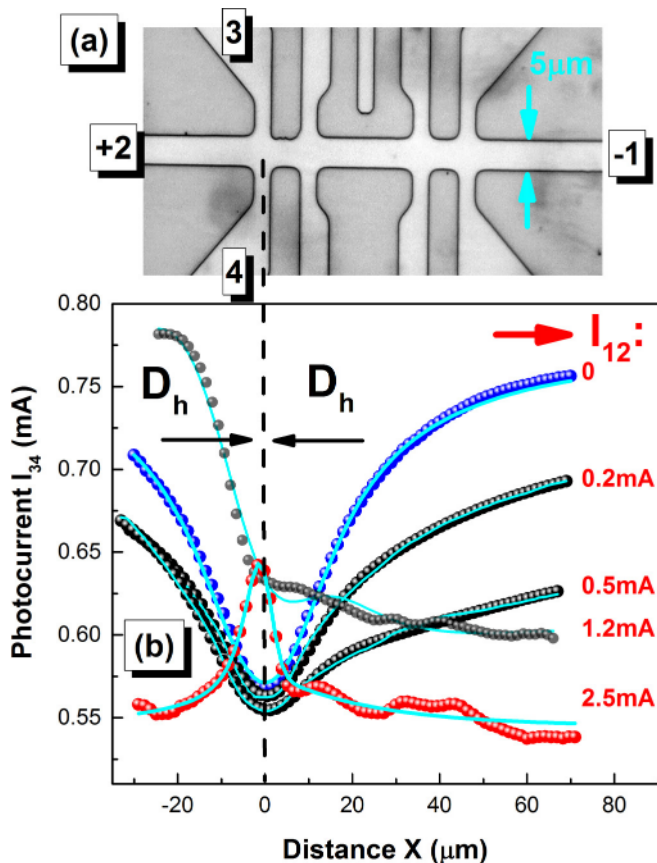 (a)
3
5μm
+2
-1
4
0.80
I₁₂:
0
0.75
Dₕ
Dₕ
0.70
0.2mA
0.65
0.5mA
1.2mA
0.60
(b)
2.5mA
0.55
Photocurrent I₃₄ (mA)
-20
0
20
40
60
80
Distance X (μm)